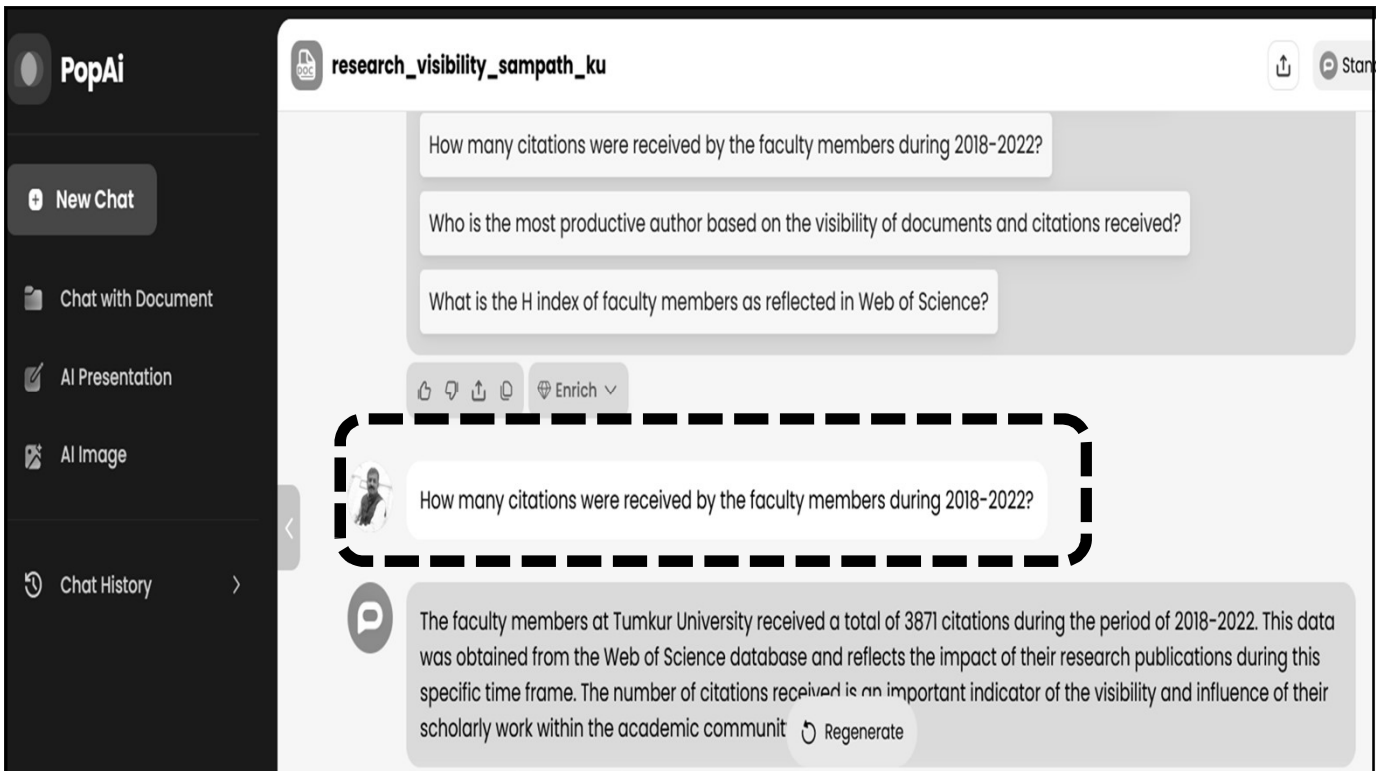 PopAi
New Chat
Chat with Document
AI Presentation
AI Image
Chat History
DOC
research_visibility_sampath_ku
Stan
How many citations were received by the faculty members during 2018-2022?
Who is the most productive author based on the visibility of documents and citations received?
What is the H index of faculty members as reflected in Web of Science?
Enrich
How many citations were received by the faculty members during 2018-2022?
The faculty members at Tumkur University received a total of 3871 citations during the period of 2018-2022. This data
was obtained from the Web of Science database and reflects the impact of their research publications during this
specific time frame. The number of citations received is an important indicator of the visibility and influence of their
scholarly work within the academic communit
Regenerate